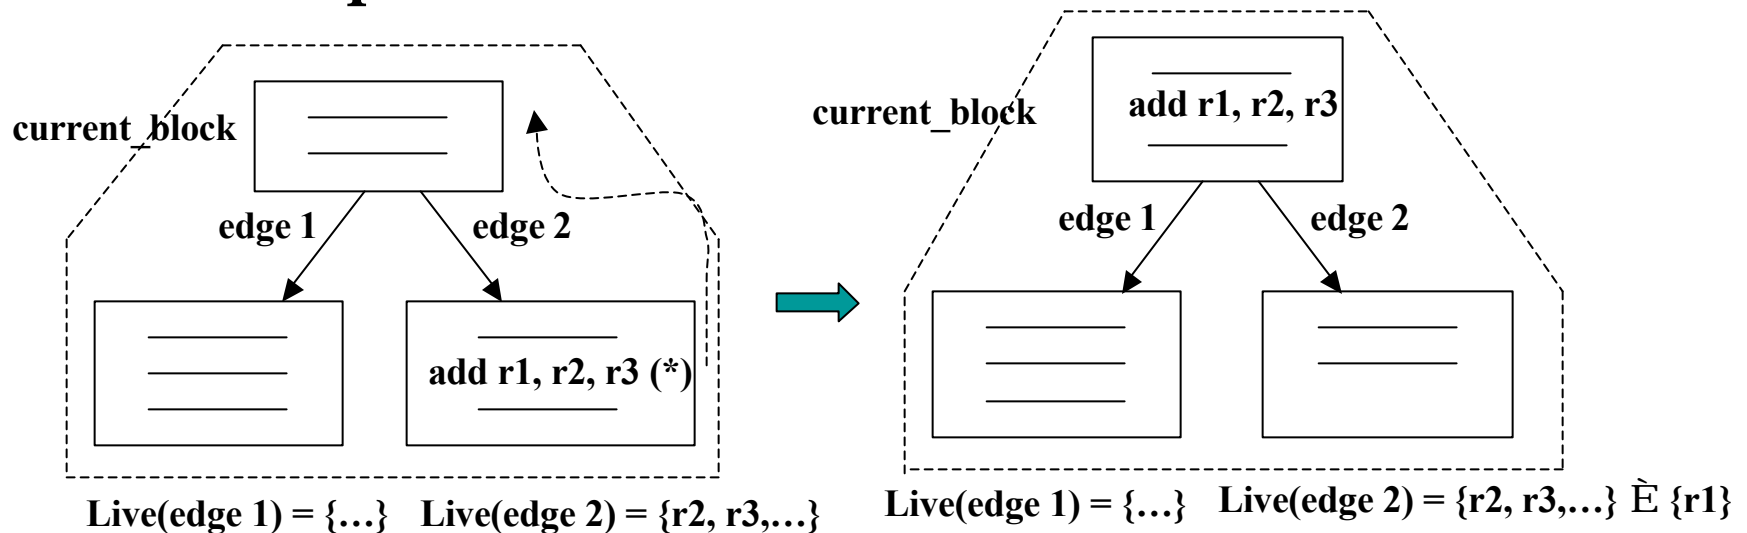 current_block
edge 1
edge 2
add r1, r2, r3 (*)
Live(edge 1) = {…}
Live(edge 2) = {r2, r3,…}
add r1, r2, r3
current_block
edge 1
edge 2
Live(edge 1) = {…}
Live(edge 2) = {r2, r3,…} È {r1}